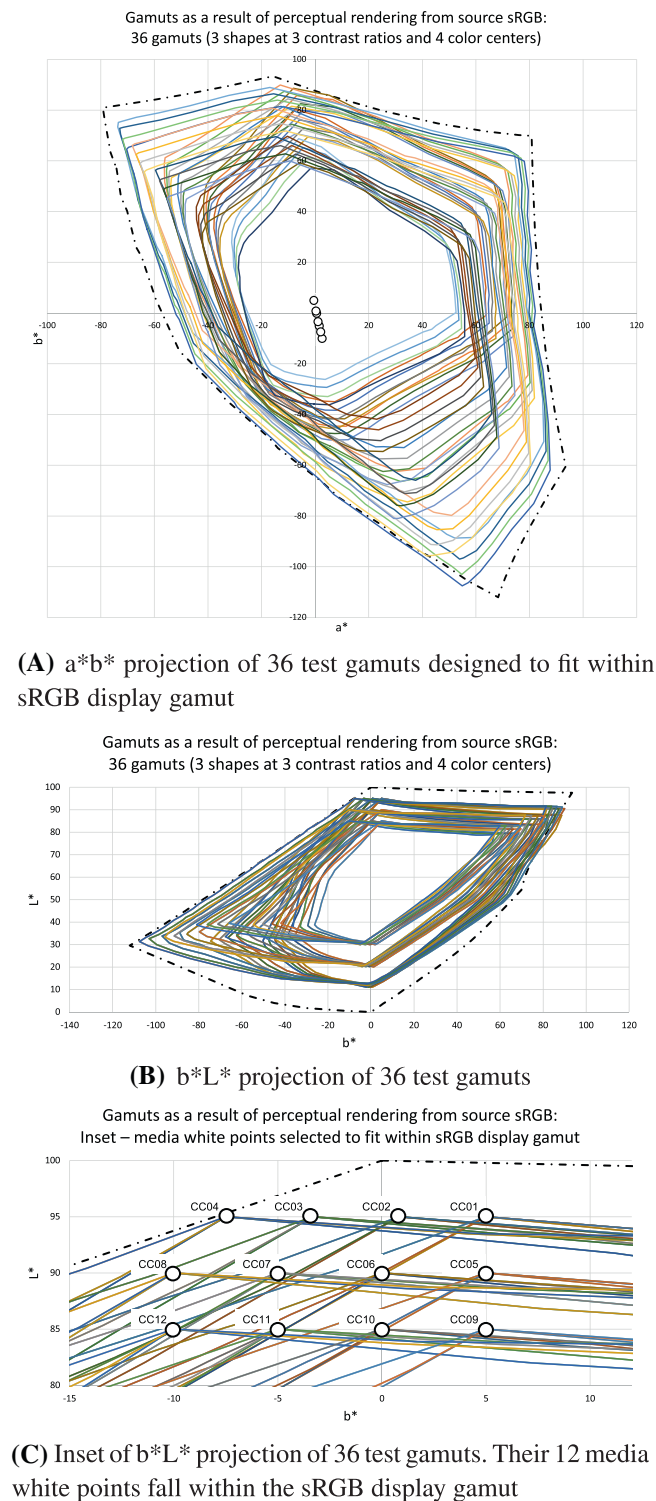 Gamuts as a result of perceptual rendering from source sRGB:
36 gamuts (3 shapes at 3 contrast ratios and 4 color centers)
100
80
60
40
20
-100 -80 -60 -40 -20 20 40 60 80 100 120
b*
-20
-40
-60
-80
-100
-120
a*
(A) a*b* projection of 36 test gamuts designed to fit within
sRGB display gamut
Gamuts as a result of perceptual rendering from source sRGB:
36 gamuts (3 shapes at 3 contrast ratios and 4 color centers)
100
90
80
70
60
L*
50
40
30
20
10
0
-140 -120 -100 -80 -60 -40 -20 0 20 40 60 80 100 120
b*
(B) b*L* projection of 36 test gamuts
Gamuts as a result of perceptual rendering from source sRGB:
Inset – media white points selected to fit within sRGB display gamut
100
CC04 CC03 CC02 CC01
95
CC08 CC07 CC06 CC05
L*
90
CC12 CC11 CC10 CC09
85
80
-15 -10 -5 0 5 10
b*
(C) Inset of b*L* projection of 36 test gamuts. Their 12 media
white points fall within the sRGB display gamut